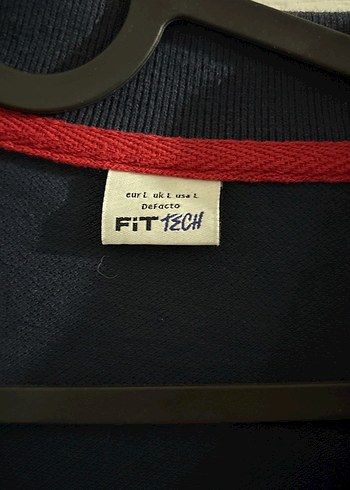 eur L uk L usa L
DeFacto
FiT TECH